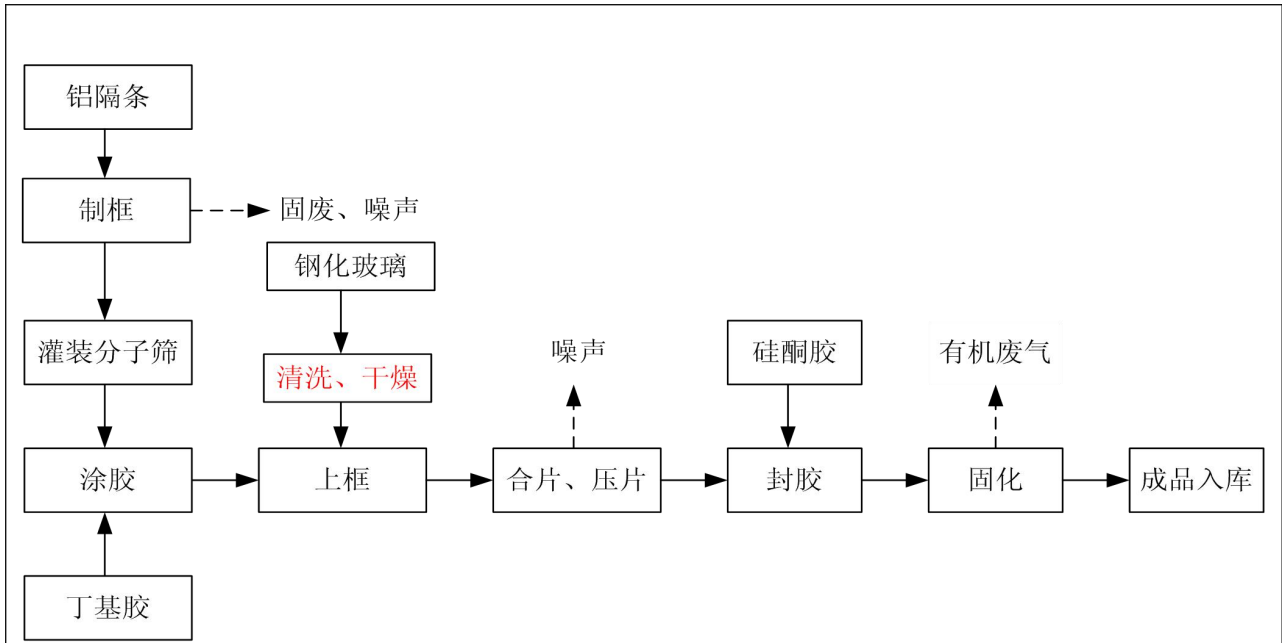 铝隔条
制框
固废、噪声
钢化玻璃
灌装分子筛
清洗、干燥
噪声
硅酮胶
有机废气
涂胶
上框
合片、压片
封胶
固化
成品入库
丁基胶